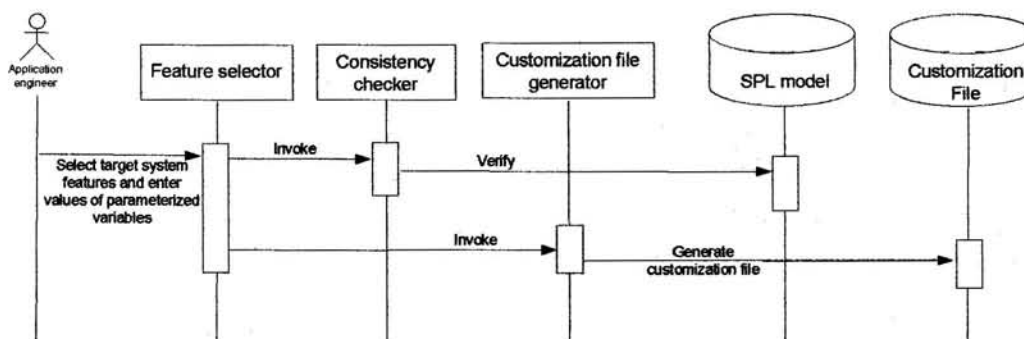 Application
engineer
Feature selector
Consistency
checker
Customization file
generator
SPL model
Customization
File
Invoke
Select target system
features and enter
values of parameterized
variables
Verify
Invoke
Generate
customization file